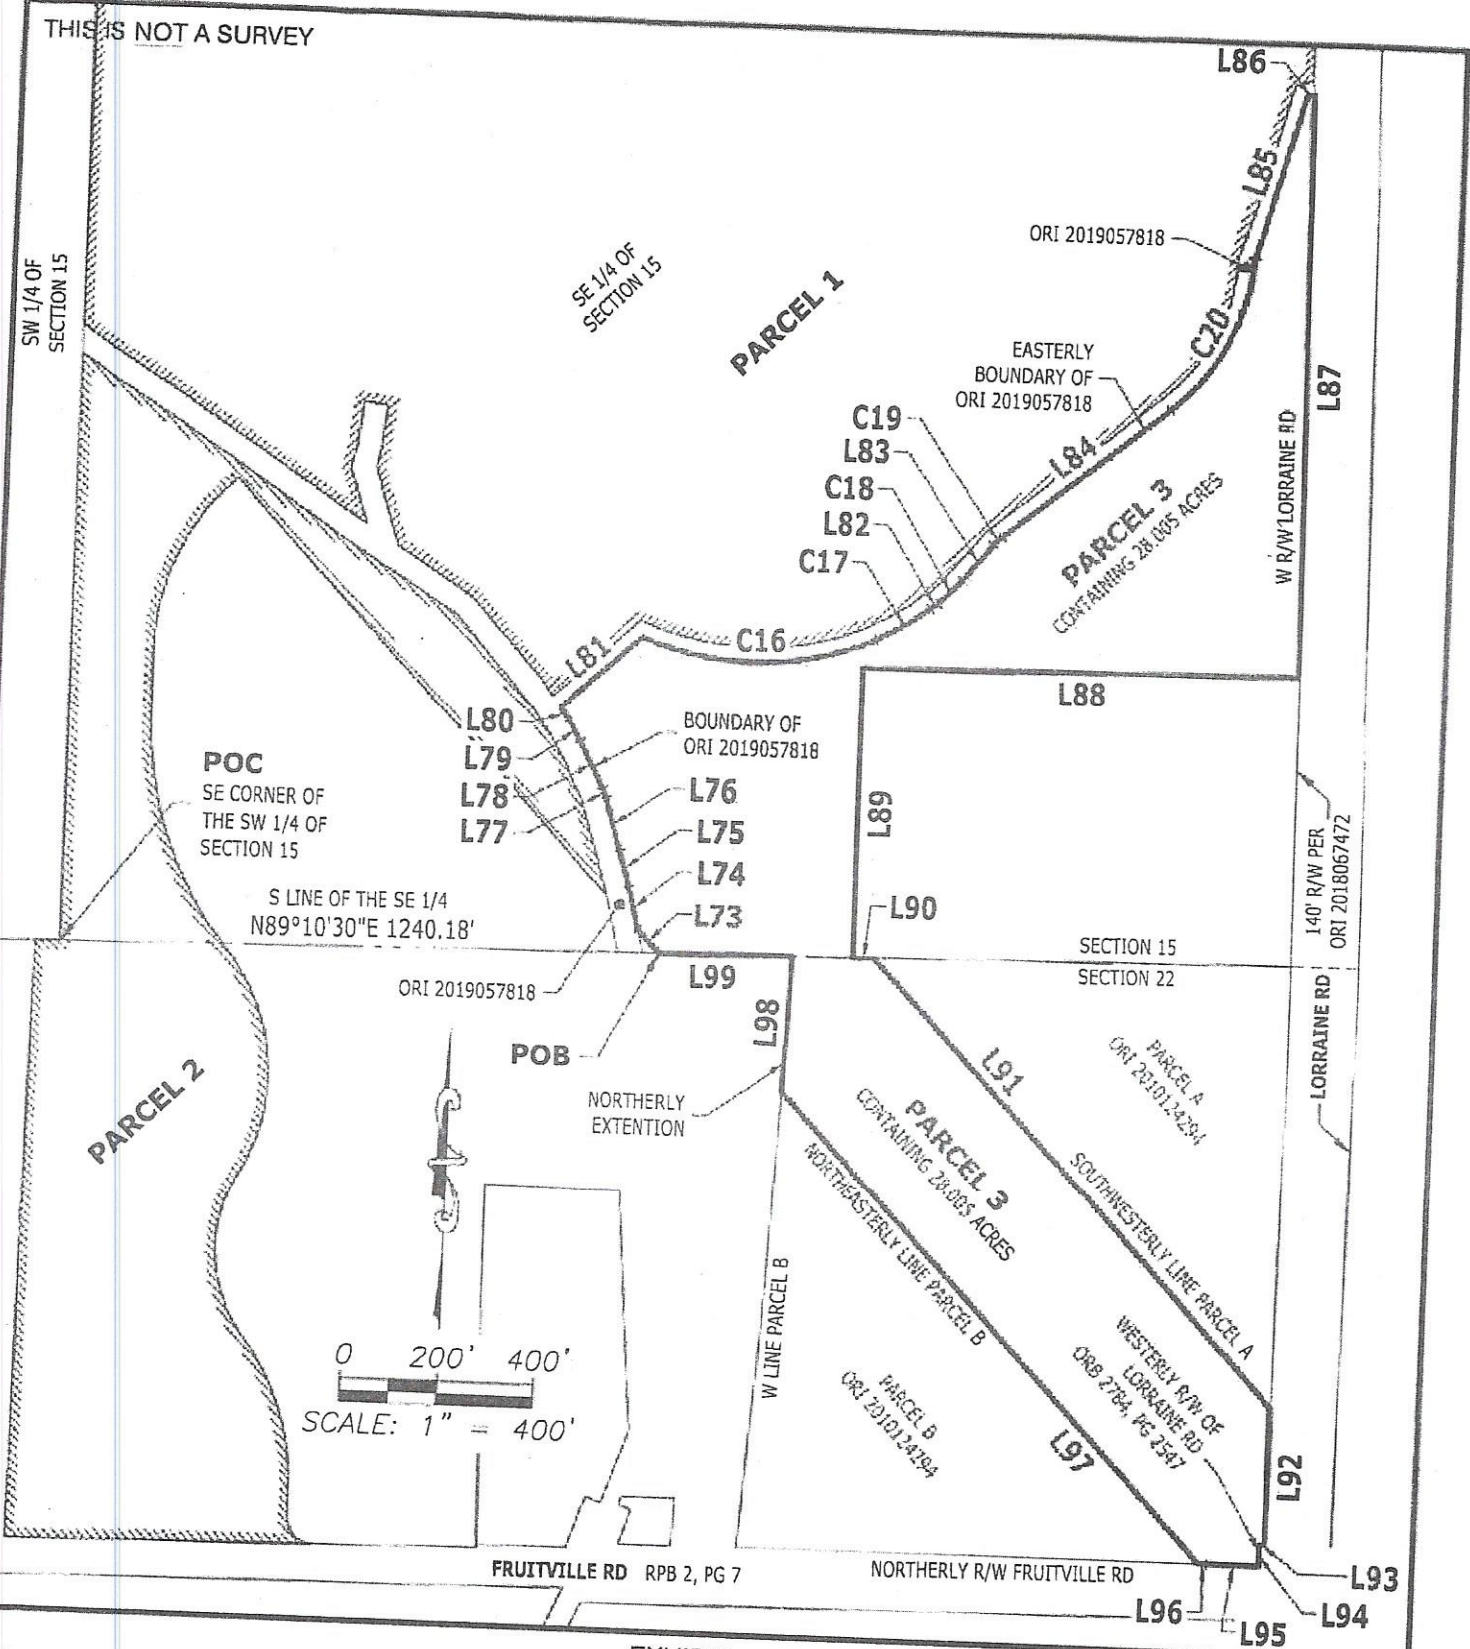 THIS IS NOT A SURVEY
L86
L85
ORI 2019057818
SW 1/4 OF
SECTION 15
SE 1/4 OF
SECTION 15
PARCEL 1
C20
EASTERLY
BOUNDARY OF
ORI 2019057818
L87
C19
L83
C18
L82
C17
L84
W R/W LORRAINE RD
PARCEL 3
CONTAINING 28.005 ACRES
C16
L81
L88
L80
L79
L78
L77
BOUNDARY OF
ORI 2019057818
L76
L75
L74
L73
POC
SE CORNER OF
THE SW 1/4 OF
SECTION 15
L89
140' R/W PER
ORI 2018067472
S LINE OF THE SE 1/4
N89°10'30"E 1240.18'
L90
SECTION 15
SECTION 22
ORI 2019057818
L99
L98
POB
LORRAINE RD
L91
PARCEL A
ORI 2010124294
PARCEL 2
NORTHERLY
EXTENTION
PARCEL 3
CONTAINING 28.005 ACRES
NORTHEASTERLY LINE PARCEL B
SOUTHWESTERLY LINE PARCEL A
W LINE PARCEL B
WESTERLY R/W OF
LORRAINE RD
ORB 2784, PG 2547
0 200' 400'
SCALE: 1" = 400'
PARCEL B
ORI 2010124294
L97
L92
FRUITVILLE RD RPB 2, PG 7
NORTHERLY R/W FRUITVILLE RD
L93
L96
L94
L95